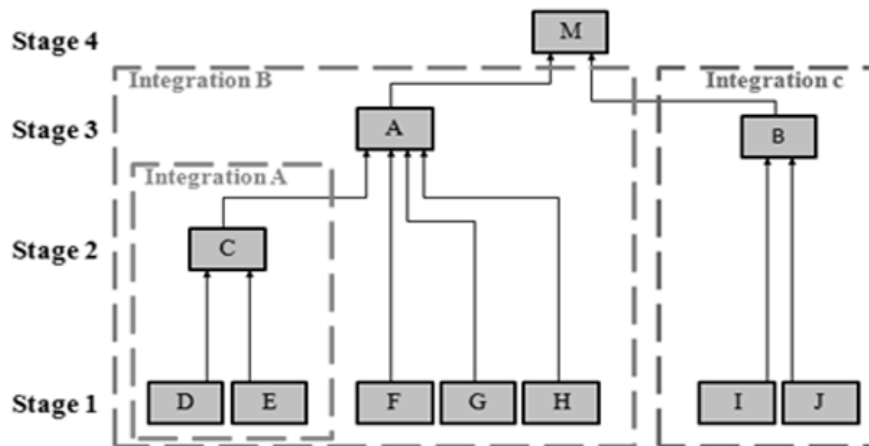 Stage 4
M
Integration B
Integration c
Stage 3
A
B
Integration A
Stage 2
C
Stage 1
D
E
F
G
H
I
J